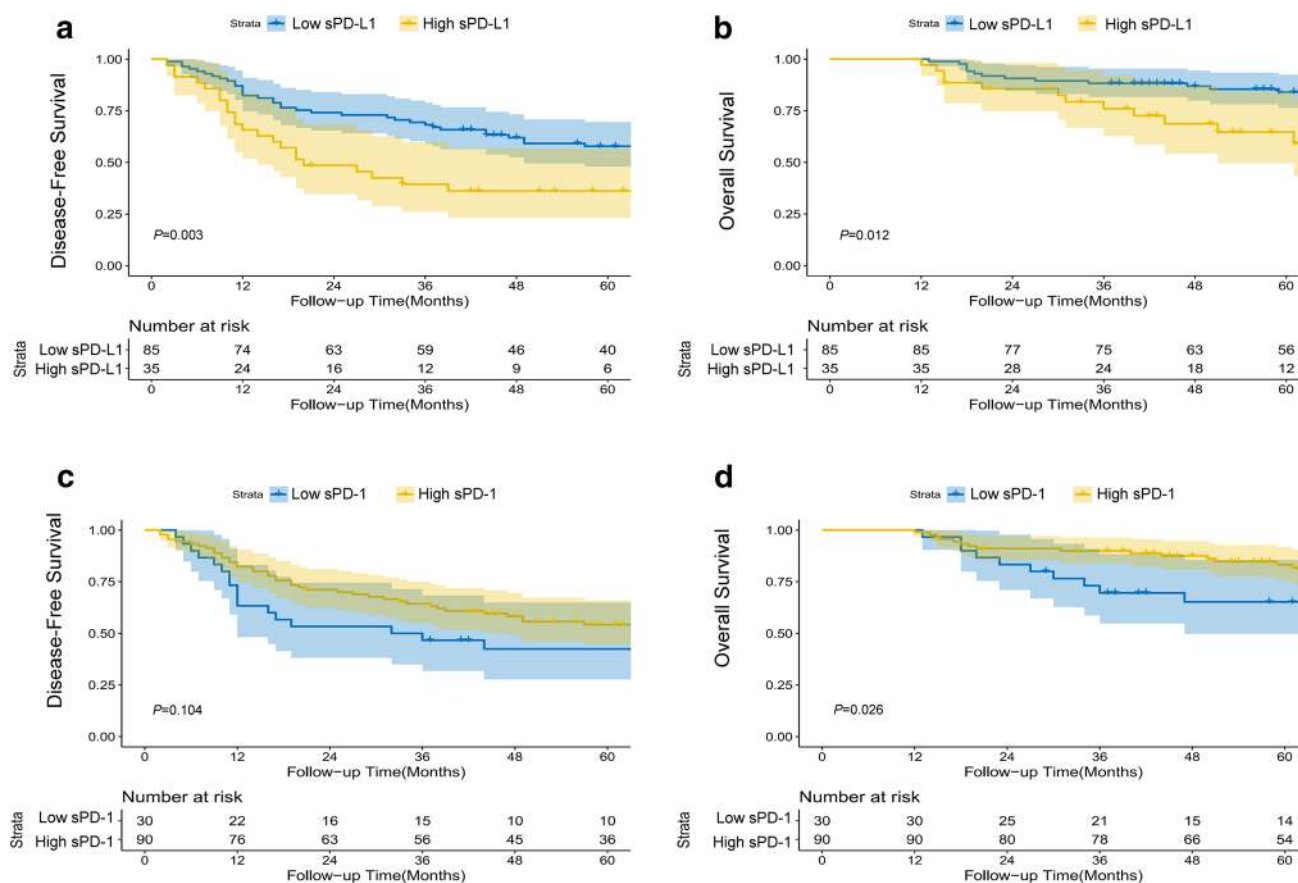 a
Strata Low sPD-L1 High sPD-L1
Disease-Free Survival
1.00
0.75
0.50
0.25
0.00
P=0.003
0 12 24 36 48 60
Follow-up Time(Months)
Number at risk
Strata
Low sPD-L1 85 74 63 59 46 40
High sPD-L1 35 24 16 12 9 6
0 12 24 36 48 60
Follow-up Time(Months)
b
Strata Low sPD-L1 High sPD-L1
Overall Survival
1.00
0.75
0.50
0.25
0.00
P=0.012
0 12 24 36 48 60
Follow-up Time(Months)
Number at risk
Strata
Low sPD-L1 85 85 77 75 63 56
High sPD-L1 35 35 28 24 18 12
0 12 24 36 48 60
Follow-up Time(Months)
c
Strata Low sPD-1 High sPD-1
Disease-Free Survival
1.00
0.75
0.50
0.25
0.00
P=0.104
0 12 24 36 48 60
Follow-up Time(Months)
Number at risk
Strata
Low sPD-1 30 22 16 15 10 10
High sPD-1 90 76 63 56 45 36
0 12 24 36 48 60
Follow-up Time(Months)
d
Strata Low sPD-1 High sPD-1
Overall Survival
1.00
0.75
0.50
0.25
0.00
P=0.026
0 12 24 36 48 60
Follow-up Time(Months)
Number at risk
Strata
Low sPD-1 30 30 25 21 15 14
High sPD-1 90 90 80 78 66 54
0 12 24 36 48 60
Follow-up Time(Months)